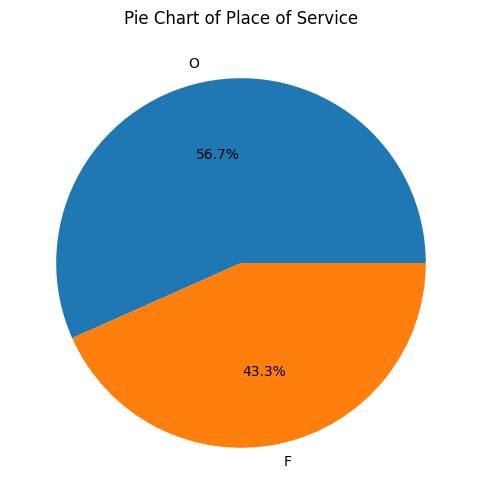 Pie Chart of Place of Service
O
56.7%
43.3%
F